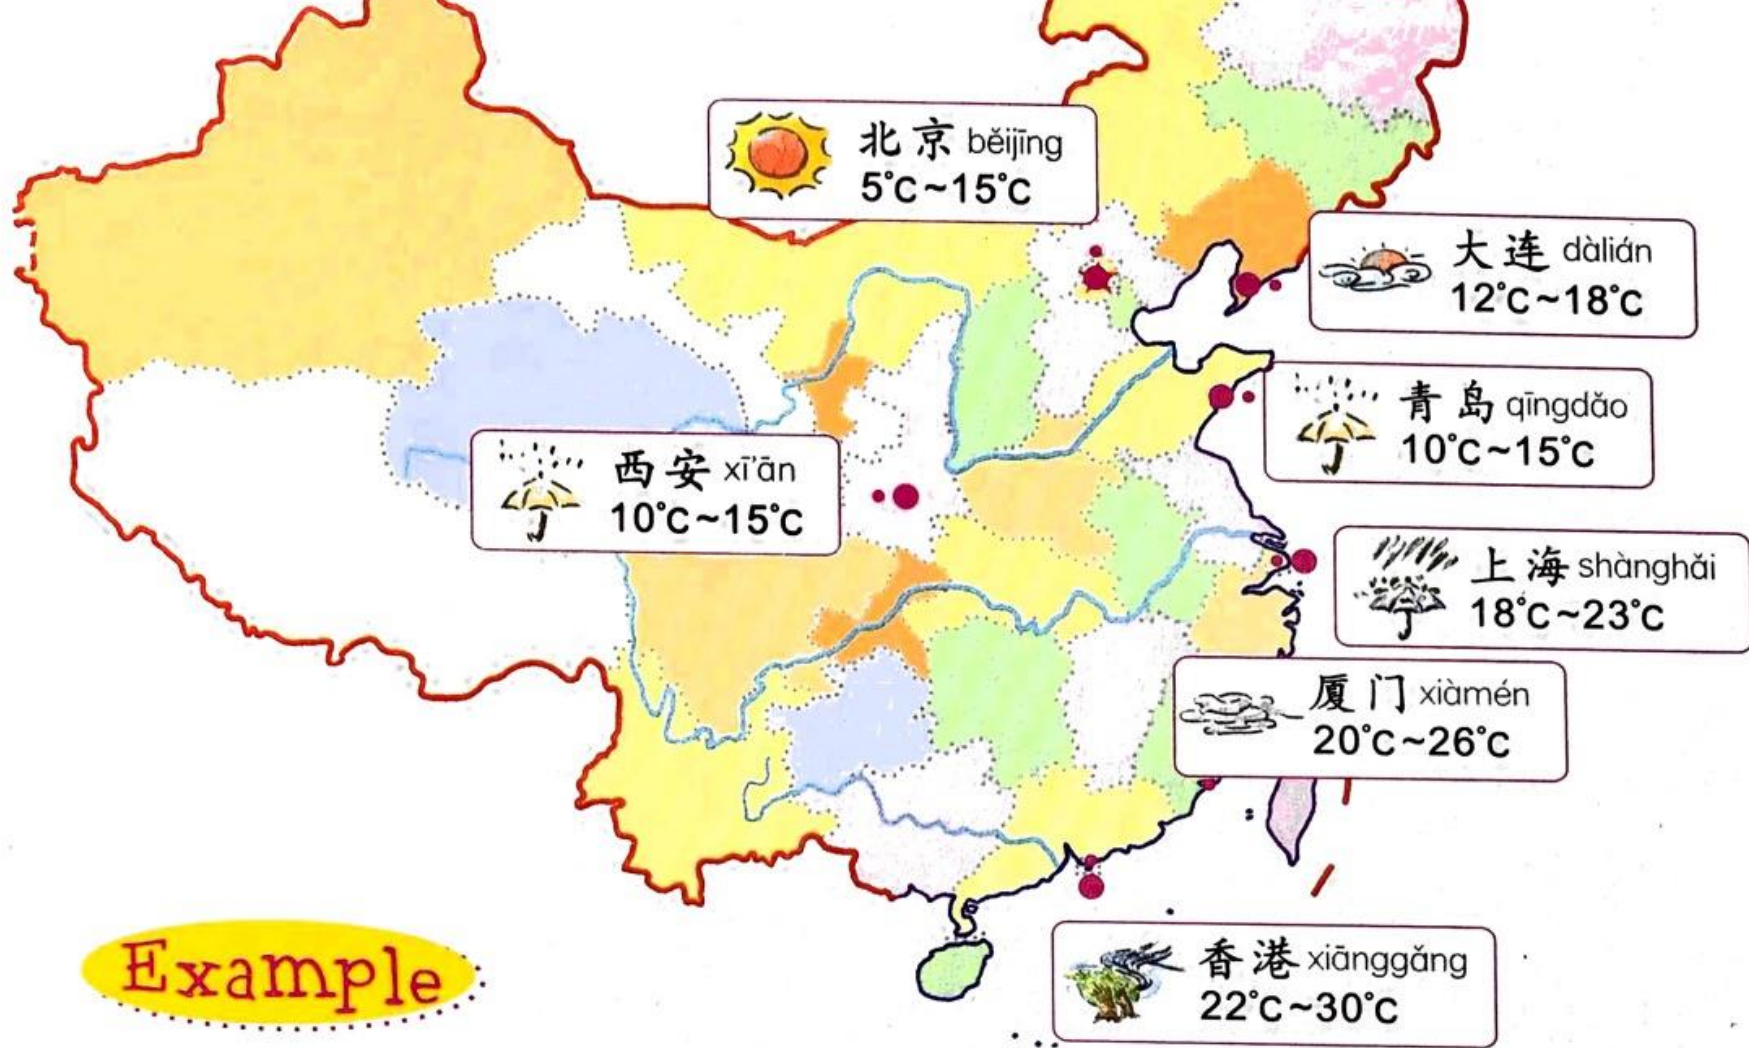 北京 běijīng
5°C~15°C
大连 dàlián
12°C~18°C
青岛 qīngdǎo
10°C~15°C
西安 xī'ān
10°C~15°C
上海 shànghǎi
18°C~23°C
厦门 xiàmén
20°C~26°C
香港 xiānggǎng
22°C~30°C
Example